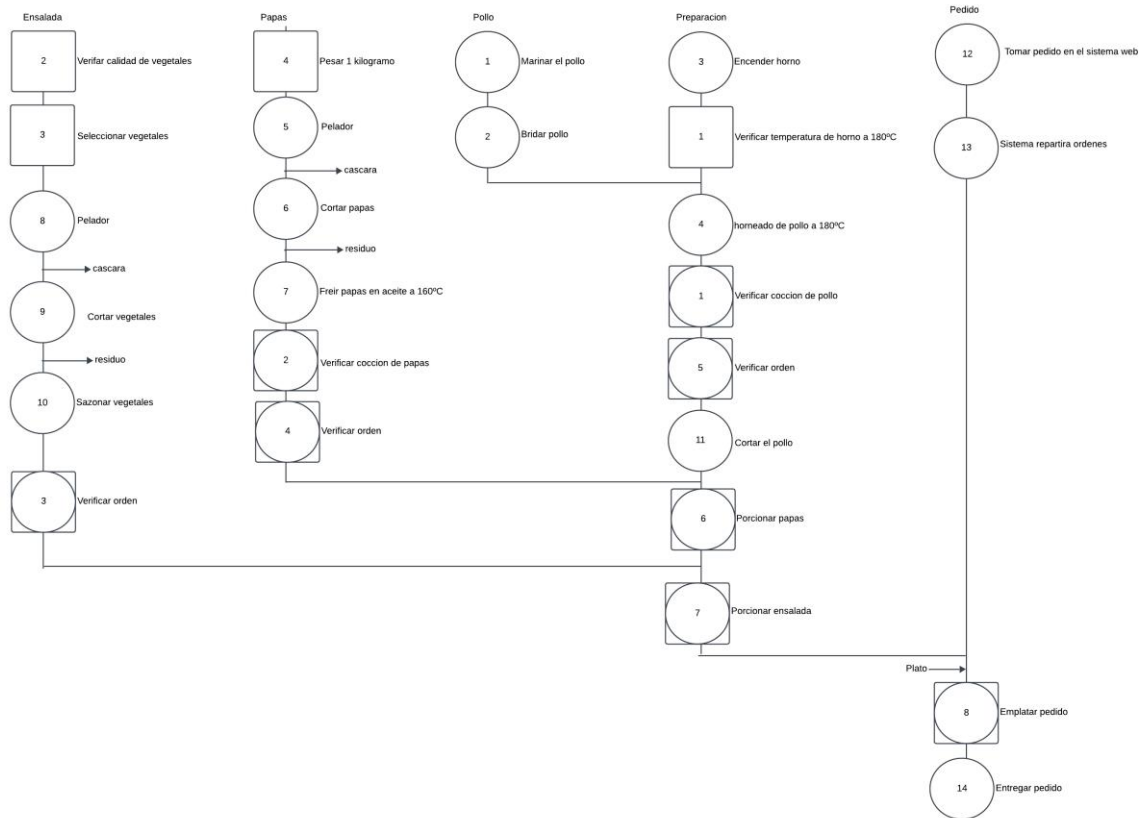 Ensalada
2
Verifar calidad de vegetales
3
Seleccionar vegetales
8
Pelador
cascara
9
Cortar vegetales
residuo
10
Sazonar vegetales
3
Verificar orden
Papas
4
Pesar 1 kilogramo
5
Pelador
cascara
6
Cortar papas
residuo
7
Freir papas en aceite a 160ºC
2
Verificar coccion de papas
4
Verificar orden
Pollo
1
Marinar el pollo
2
Bridar pollo
Preparacion
3
Encender horno
1
Verificar temperatura de horno a 180ºC
4
horneado de pollo a 180ºC
1
Verificar coccion de pollo
5
Verificar orden
11
Cortar el pollo
6
Porcionar papas
7
Porcionar ensalada
Pedido
12
Tomar pedido en el sistema web
13
Sistema repartira ordenes
Plato
8
Emplatar pedido
14
Entregar pedido